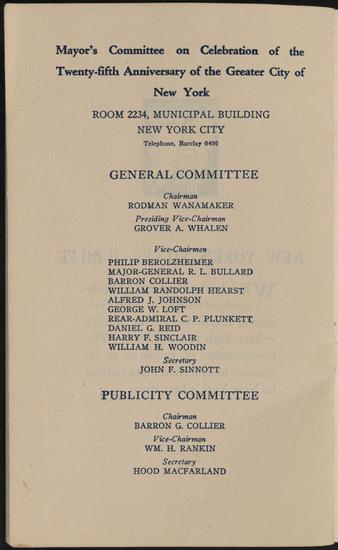 Mayor's Committee on Celebration of the
Twenty-fifth Anniversary of the Greater City of
New York
ROOM 2234, MUNICIPAL BUILDING
NEW YORK CITY
Telephone, Barclay 0400
GENERAL COMMITTEE
Chairman
RODMAN WANAMAKER
Presiding Vice-Chairman
GROVER A. WHALEN
Vice-Chairmen
PHILIP BEROLZHEIMER
MAJOR-GENERAL R. L. BULLARD
BARRON COLLIER
WILLIAM RANDOLPH HEARST
ALFRED J. JOHNSON
GEORGE W. LOFT
REAR-ADMIRAL C. P. PLUNKETT
DANIEL G. REID
HARRY F. SINCLAIR
WILLIAM H. WOODIN
Secretary
JOHN F. SINNOTT
PUBLICITY COMMITTEE
Chairman
BARRON G. COLLIER
Vice-Chairman
WM. H. RANKIN
Secretary
HOOD MACFARLAND